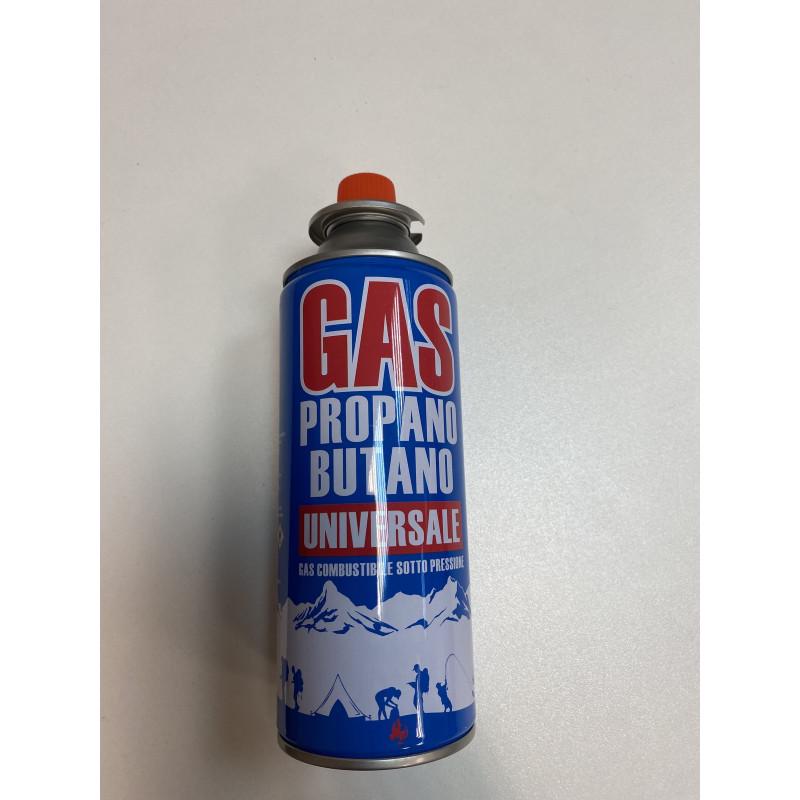 GAS
PROPANO
BUTANO
UNIVERSALE
GAS COMBUSTIBILE SOTTO PRESSIONE